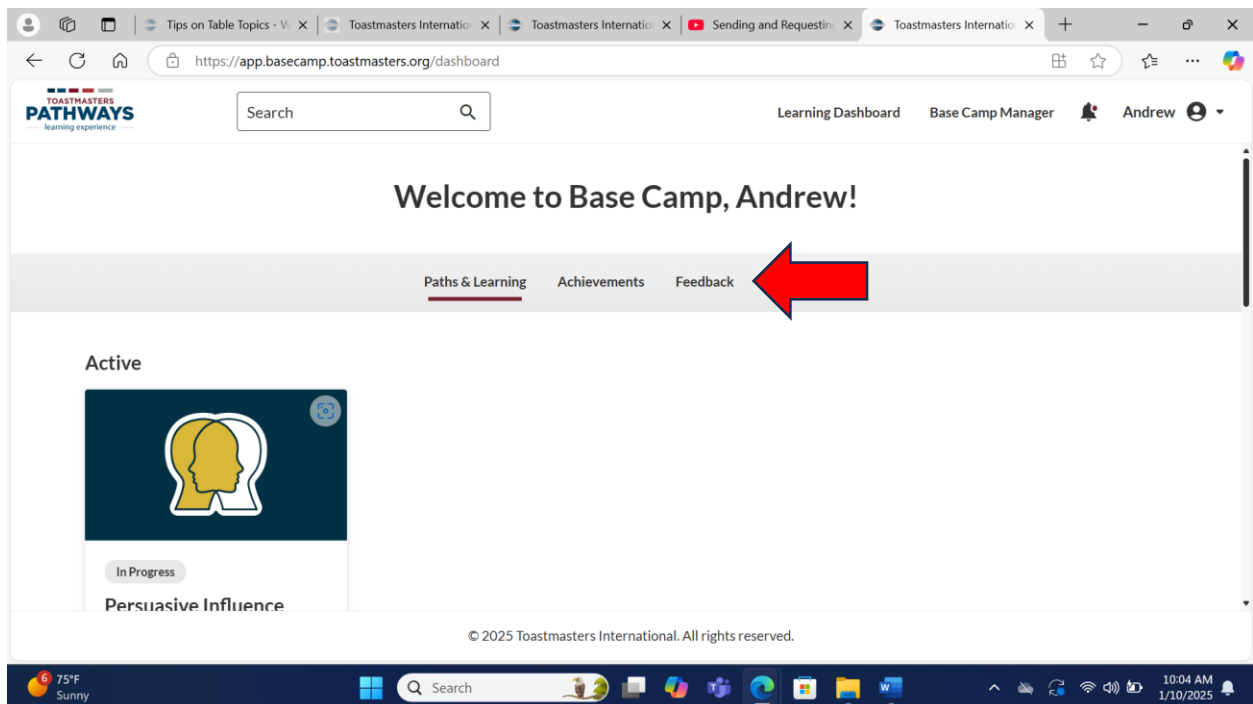 Tips on Table Topics - W
Toastmasters Internatio
Toastmasters Internatio
Sending and Requestin
Toastmasters Internatio
https://app.basecamp.toastmasters.org/dashboard
TOASTMASTERS
PATHWAYS
learning experience
Search
Learning Dashboard
Base Camp Manager
Andrew
Welcome to Base Camp, Andrew!
Paths & Learning
Achievements
Feedback
Active
In Progress
Persuasive Influence
© 2025 Toastmasters International. All rights reserved.
6
75°F
Sunny
Search
10:04 AM
1/10/2025